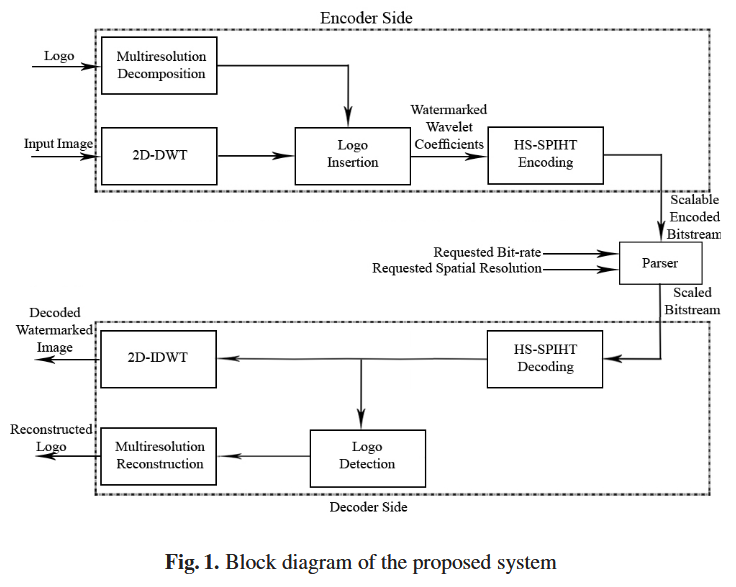 Encoder Side
Logo
Multiresolution
Decomposition
Input Image
2D-DWT
Logo
Insertion
Watermarked
Wavelet
Coefficients
HS-SPIHT
Encoding
Scalable
Encoded
Bitstream
Requested Bit-rate
Requested Spatial Resolution
Parser
Scaled
Bitstream
Decoded
Watermarked
Image
2D-IDWT
HS-SPIHT
Decoding
Reconstructed
Logo
Multiresolution
Reconstruction
Logo
Detection
Decoder Side
Fig. 1. Block diagram of the proposed system